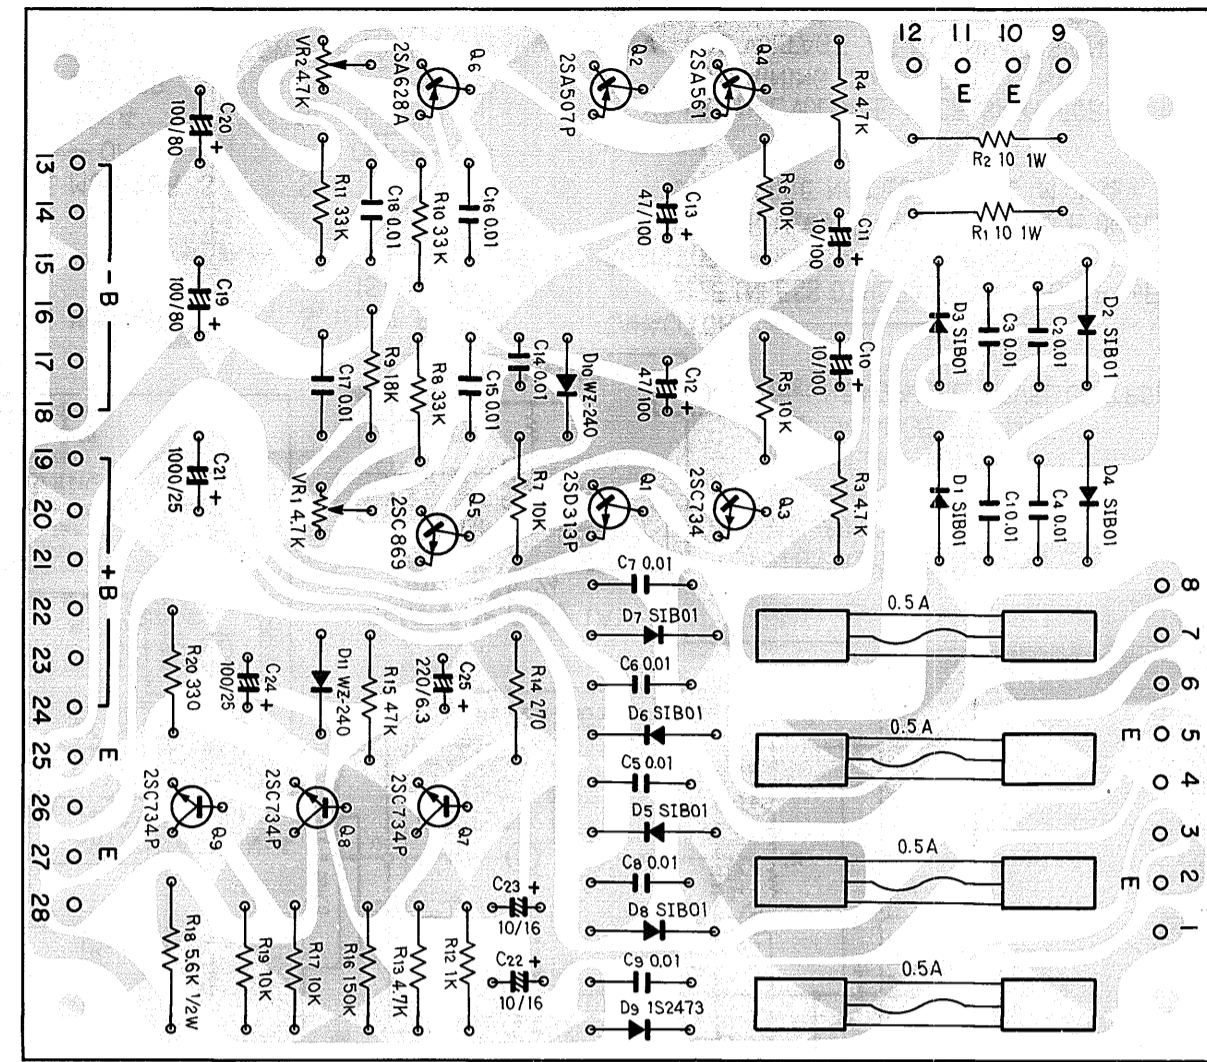 12 11 10 9
E E
VR2 4.7K
Q6
2SA628A
Q2
2SA507P
Q4
2SA561
R4 4.7K
C20
100/80 +
R2 10 1W
R11 33K
C18 0.01
R10 33K
C16 0.01
C13
47/100 +
R6 10K
C11
10/100 +
R1 10 1W
13
14
15
16
17
18
-B
C19
100/80 +
C17 0.01
R9 18K
R8 33K
C15 0.01
C14 0.01
D10 WZ-240
C12
47/100 +
R5 10K
C10
10/100 +
D3 SIB01
C3 0.01
C2 0.01
D2 SIB01
19
20
21
22
23
24
+B
C21
1000/25 +
VR1 4.7K
Q5
2SC869
R7 10K
Q1
2SD313P
Q3
2SC734
R3 4.7K
D1 SIB01
C1 0.01
C4 0.01
D4 SIB01
C7 0.01
D7 SIB01
C6 0.01
D6 SIB01
C5 0.01
D5 SIB01
C8 0.01
D8 SIB01
C9 0.01
D9 1S2473
0.5A
0.5A
0.5A
0.5A
8
7
6
5 E
4
3
2 E
1
R20 330
C24
100/25 +
D11 WZ-240
R15 47K
C25
220/6.3 +
R14 270
25 E
26
27 E
28
2SC734P
Q9
2SC734P
Q8
2SC734P
Q7
R18 5.6K 1/2W
R19 10K
R17 10K
R16 150K
R13 4.7K
R12 1K
C23 +
10/16
C22 +
10/16